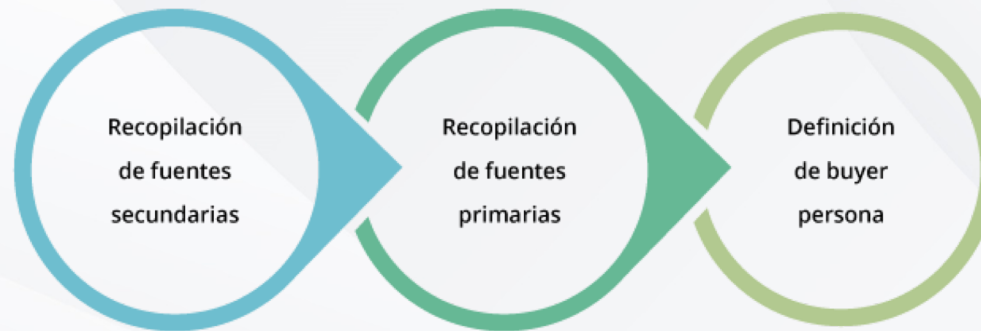 Recopilación
de fuentes
secundarias
Recopilación
de fuentes
primarias
Definición
de buyer
persona